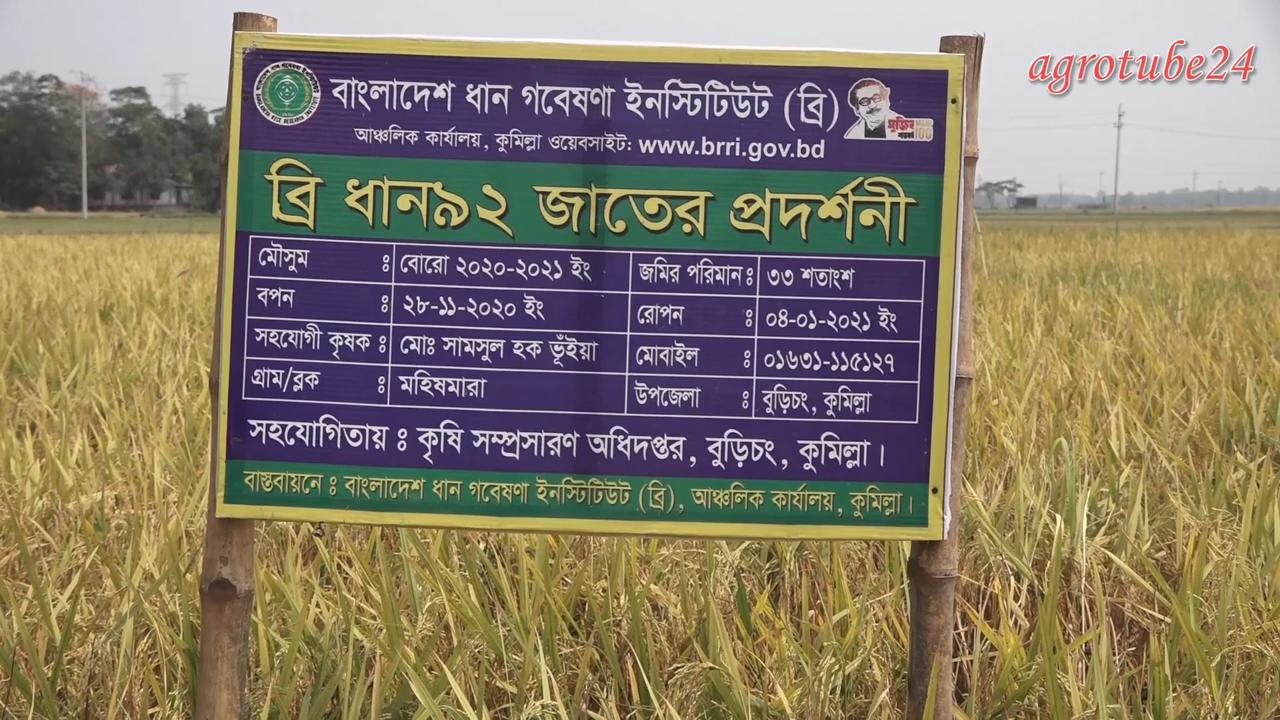 agrotube24
বাংলাদেশ ধান গবেষণা ইনস্টিটিউট (ব্রি)
আঞ্চলিক কার্যালয়, কুমিল্লা ওয়েবসাইট: www.brri.gov.bd
মুজিব 100
ব্রি ধান৯২ জাতের প্রদর্শনী
মৌসুম ঃ বোরো ২০২০-২০২১ ইং জমির পরিমান ঃ ৩৩ শতাংশ
বপন ঃ ২৮-১১-২০২০ ইং রোপন ঃ ০৪-০১-২০২১ ইং
সহযোগী কৃষক ঃ মোঃ সামসুল হক ভূঁইয়া মোবাইল ঃ ০১৬৩১-১১৫১২৭
গ্রাম/ব্লক ঃ মহিষমারা উপজেলা ঃ বুড়িচং, কুমিল্লা
সহযোগিতায় ঃ কৃষি সম্প্রসারণ অধিদপ্তর, বুড়িচং, কুমিল্লা।
বাস্তবায়নে ঃ বাংলাদেশ ধান গবেষণা ইনস্টিটিউট (ব্রি), আঞ্চলিক কার্যালয়, কুমিল্লা।